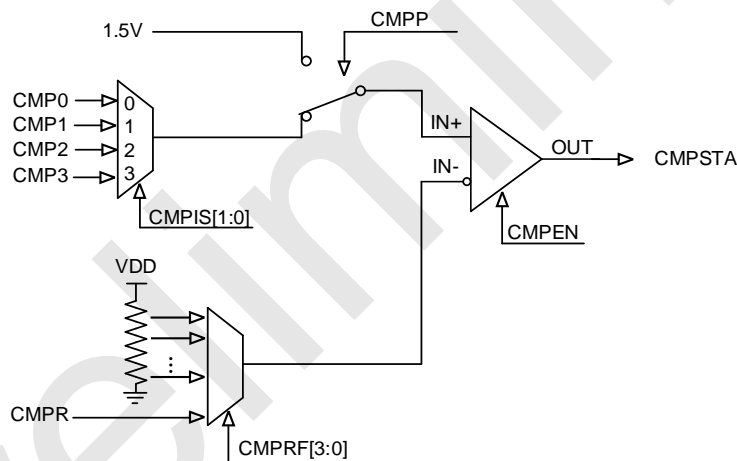 CMPP
1.5V
CMP0
CMP1
CMP2
CMP3
0
1
2
3
IN+
IN-
OUT
CMPSTA
CMPIS[1:0]
CMPEN
VDD
CMPR
CMPRF[3:0]